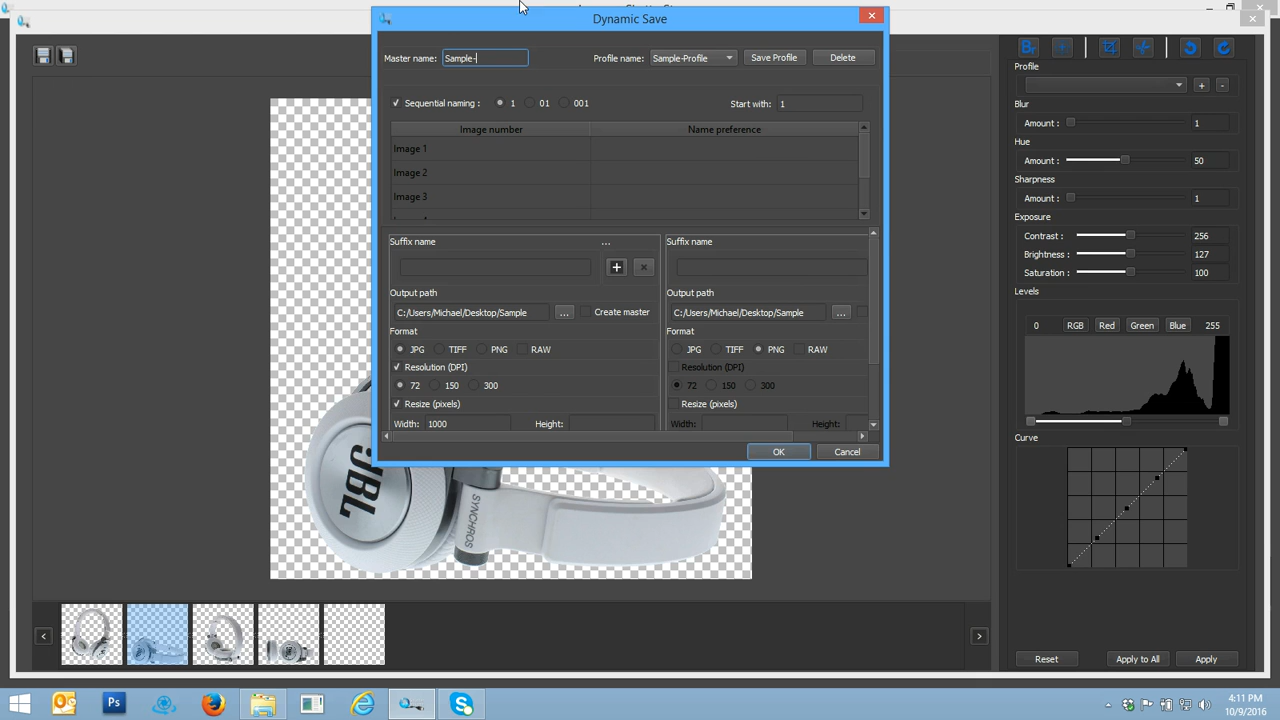 Dynamic Save
Master name: Sample- Profile name: Sample-Profile Save Profile Delete
Sequential naming : 1 01 001 Start with: 1
Image number Name preference
Image 1
Image 2
Image 3
Suffix name ... Suffix name
Output path Output path
C:/Users/Michael/Desktop/Sample ... Create master C:/Users/Michael/Desktop/Sample ...
Format Format
JPG TIFF PNG RAW JPG TIFF PNG RAW
Resolution (DPI) Resolution (DPI)
72 150 300 72 150 300
Resize (pixels) Resize (pixels)
Width: 1000 Height: Width: Height:
OK Cancel
JBL
SYNCHROS
Profile
+ -
Blur
Amount : 1
Hue
Amount : 50
Sharpness
Amount : 1
Exposure
Contrast : 256
Brightness : 127
Saturation : 100
Levels
0 RGB Red Green Blue 255
Curve
Reset Apply to All Apply
< >
Ps
4:11 PM
10/9/2016